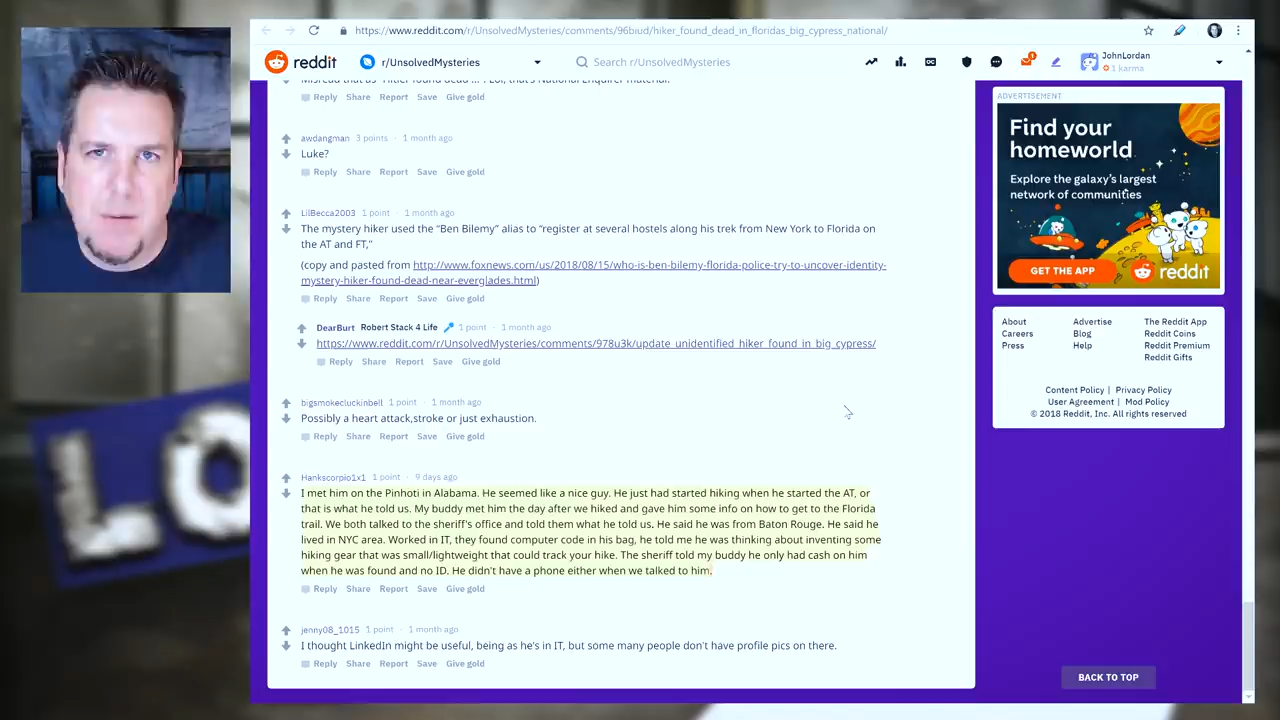 https://www.reddit.com/r/UnsolvedMysteries/comments/96biud/hiker_found_dead_in_floridas_big_cypress_national/
reddit
r/UnsolvedMysteries
Search r/UnsolvedMysteries
1
JohnLordan
1 karma
Misread that as "Hitler found dead ...". Lol, that's National Enquirer material.
Reply Share Report Save Give gold
awdangman 3 points · 1 month ago
Luke?
Reply Share Report Save Give gold
LilBecca2003 1 point · 1 month ago
The mystery hiker used the "Ben Bilemy" alias to "register at several hostels along his trek from New York to Florida on
the AT and FT,"
(copy and pasted from http://www.foxnews.com/us/2018/08/15/who-is-ben-bilemy-florida-police-try-to-uncover-identity-
mystery-hiker-found-dead-near-everglades.html)
Reply Share Report Save Give gold
DearBurt Robert Stack 4 Life 1 point · 1 month ago
https://www.reddit.com/r/UnsolvedMysteries/comments/978u3k/update_unidentified_hiker_found_in_big_cypress/
Reply Share Report Save Give gold
bigsmokecluckinbell 1 point · 1 month ago
Possibly a heart attack,stroke or just exhaustion.
Reply Share Report Save Give gold
Hankscorpio1x1 1 point · 9 days ago
I met him on the Pinhoti in Alabama. He seemed like a nice guy. He just had started hiking when he started the AT, or
that is what he told us. My buddy met him the day after we hiked and gave him some info on how to get to the Florida
trail. We both talked to the sheriff's office and told them what he told us. He said he was from Baton Rouge. He said he
lived in NYC area. Worked in IT, they found computer code in his bag, he told me he was thinking about inventing some
hiking gear that was small/lightweight that could track your hike. The sheriff told my buddy he only had cash on him
when he was found and no ID. He didn't have a phone either when we talked to him.
Reply Share Report Save Give gold
jenny08_1015 1 point · 1 month ago
I thought LinkedIn might be useful, being as he's in IT, but some many people don't have profile pics on there.
Reply Share Report Save Give gold
ADVERTISEMENT
Find your
homeworld
Explore the galaxy's largest
network of communities
GET THE APP
reddit
About Advertise The Reddit App
Careers Blog Reddit Coins
Press Help Reddit Premium
Reddit Gifts
Content Policy | Privacy Policy
User Agreement | Mod Policy
© 2018 Reddit, Inc. All rights reserved
BACK TO TOP
LO